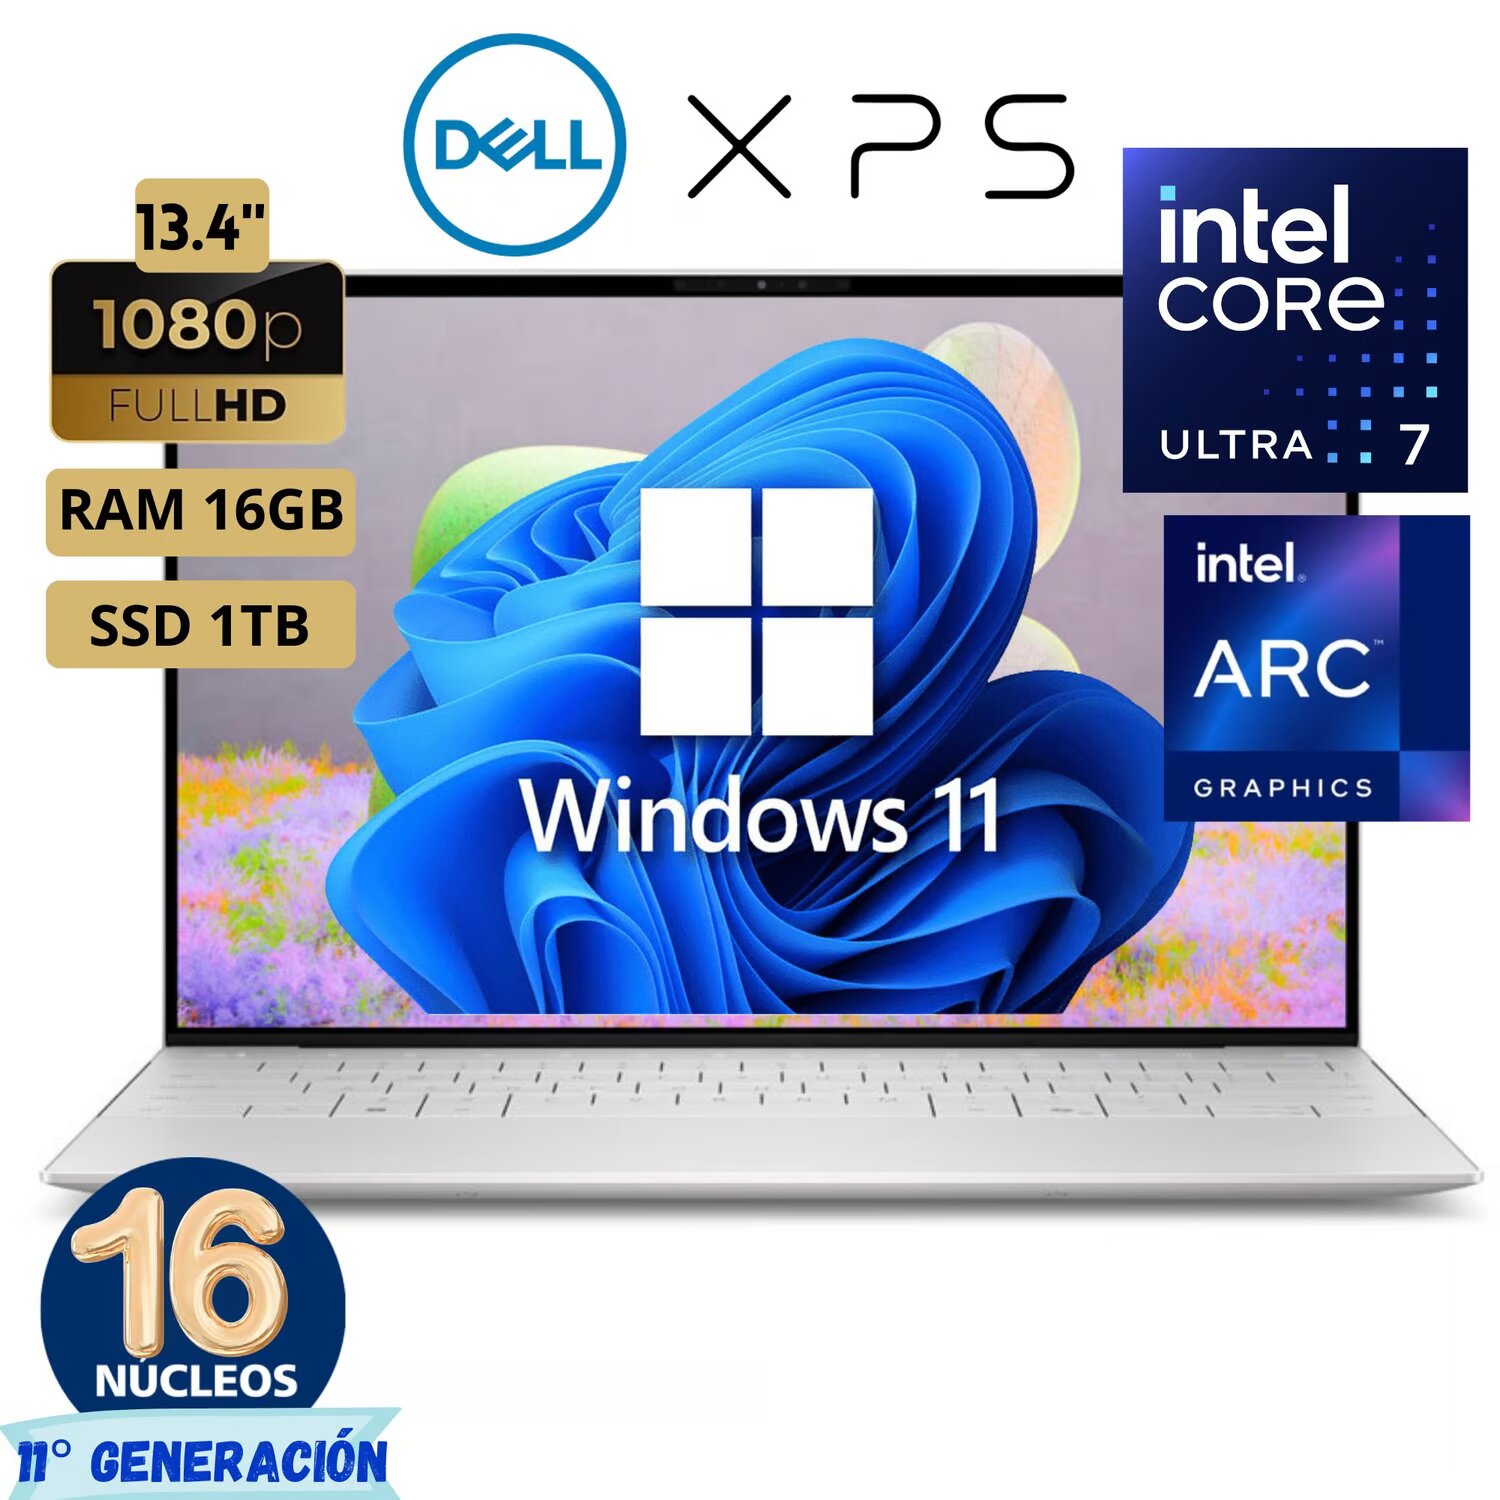 DELL XPS
13.4"
1080p
FULLHD
RAM 16GB
SSD 1TB
intel
CORe
ULTRA 7
intel.
ARC™
GRAPHICS
Windows 11
16
NÚCLEOS
11° GENERACIÓN